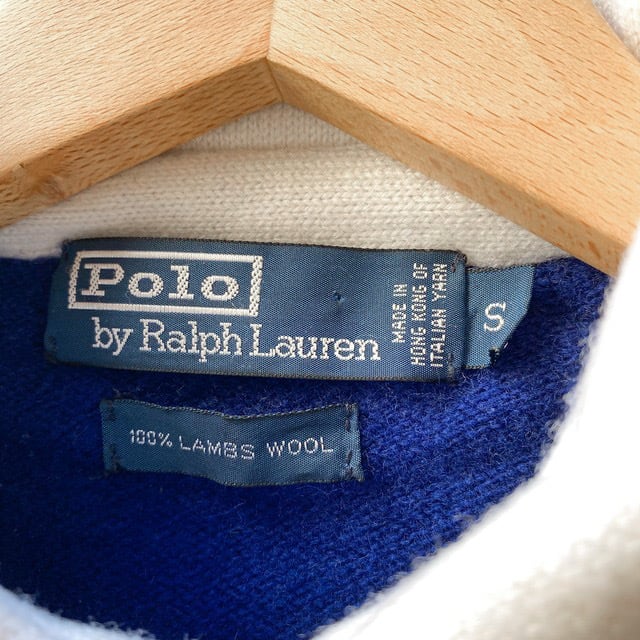 Polo
by Ralph Lauren
MADE IN
HONG KONG OF
ITALIAN YARN
S
100% LAMBS WOOL